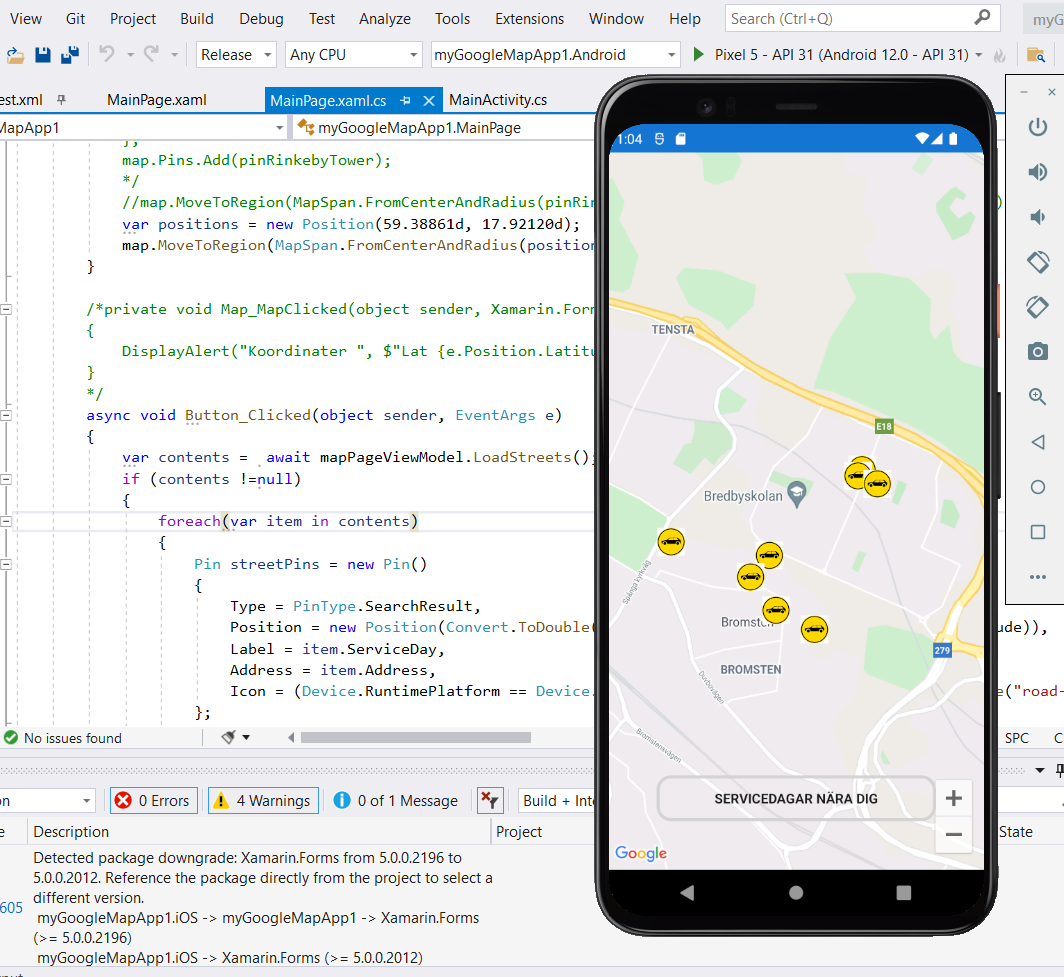 View Git Project Build Debug Test Analyze Tools Extensions Window Help Search (Ctrl+Q) myG
Release Any CPU myGoogleMapApp1.Android Pixel 5 - API 31 (Android 12.0 - API 31)
est.xml MainPage.xaml MainPage.xaml.cs MainActivity.cs
MapApp1 myGoogleMapApp1.MainPage
};
map.Pins.Add(pinRinkebyTower);
*/
//map.MoveToRegion(MapSpan.FromCenterAndRadius(pinRin
var positions = new Position(59.38861d, 17.92120d);
map.MoveToRegion(MapSpan.FromCenterAndRadius(position
}
/*private void Map_MapClicked(object sender, Xamarin.Form
{
DisplayAlert("Koordinater ", $"Lat {e.Position.Latitu
}
*/
async void Button_Clicked(object sender, EventArgs e)
{
var contents = await mapPageViewModel.LoadStreets();
if (contents !=null)
{
foreach(var item in contents)
{
Pin streetPins = new Pin()
{
Type = PinType.SearchResult,
Position = new Position(Convert.ToDouble(
ude)),
Label = item.ServiceDay,
Address = item.Address,
Icon = (Device.RuntimePlatform == Device.
e("road-
};
No issues found
SPC
0 Errors 4 Warnings 0 of 1 Message Build + Inte
Description Project State
Detected package downgrade: Xamarin.Forms from 5.0.0.2196 to
5.0.0.2012. Reference the package directly from the project to select a
different version.
605
myGoogleMapApp1.iOS -> myGoogleMapApp1 -> Xamarin.Forms
(>= 5.0.0.2196)
myGoogleMapApp1.iOS -> Xamarin.Forms (>= 5.0.0.2012)
1:04
TENSTA
E18
Bredbyskolan
Spånga kyrkväg
Bromsten
279
BROMSTEN
Duvbovägen
Bromstensvägen
SERVICEDAGAR NÄRA DIG
+
−
Google